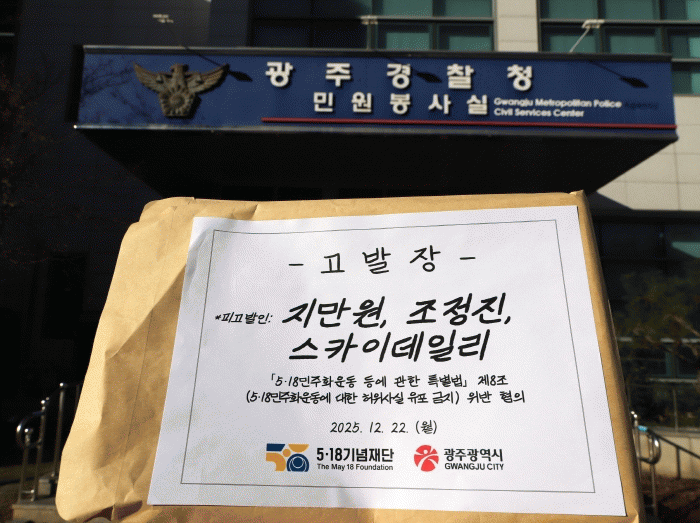 광주경찰청
민원봉사실
Gwangju Metropolitan Police
Civil Services Center
- 고발장 -
*피고발인: 지만원, 조정진,
스카이데일리
「5·18민주화운동 등에 관한 특별법」 제8조
(5·18민주화운동에 대한 허위사실 유포 금지) 위반 혐의
2025. 12. 22. (월)
5·18기념재단
The May 18 Foundation
광주광역시
GWANGJU CITY